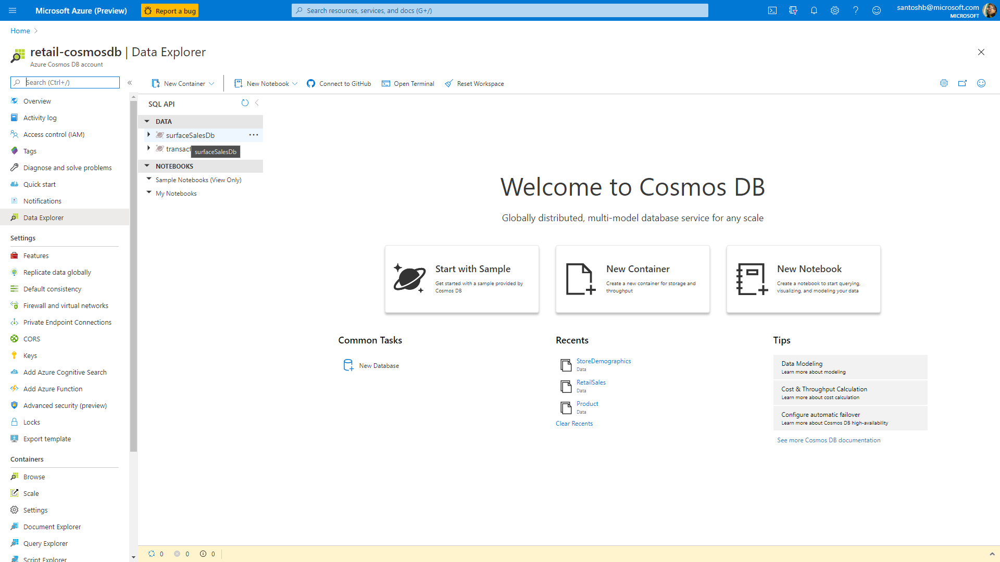 Microsoft Azure (Preview)
Report a bug
Search resources, services, and docs (G+/)
santoshb@microsoft.com
MICROSOFT
Home
retail-cosmosdb | Data Explorer
Azure Cosmos DB account
Search (Ctrl+/)
Overview
Activity log
Access control (IAM)
Tags
Diagnose and solve problems
Quick start
Notifications
Data Explorer
Settings
Features
Replicate data globally
Default consistency
Firewall and virtual networks
Private Endpoint Connections
CORS
Keys
Add Azure Cognitive Search
Add Azure Function
Advanced security (preview)
Locks
Export template
Containers
Browse
Scale
Settings
Document Explorer
Query Explorer
Script Explorer
New Container
New Notebook
Connect to GitHub
Open Terminal
Reset Workspace
SQL API
DATA
surfaceSalesDb
transact
surfaceSalesDb
NOTEBOOKS
Sample Notebooks (View Only)
My Notebooks
Welcome to Cosmos DB
Globally distributed, multi-model database service for any scale
Start with Sample
Get started with a sample provided by
Cosmos DB
New Container
Create a new container for storage and
throughput
New Notebook
Create a notebook to start querying,
visualizing, and modeling your data
Common Tasks
New Database
Recents
StoreDemographics
Data
RetailSales
Data
Product
Data
Clear Recents
Tips
Data Modeling
Learn more about modeling
Cost & Throughput Calculation
Learn more about cost calculation
Configure automatic failover
Learn more about Cosmos DB high-availability
See more Cosmos DB documentation
0
0
0